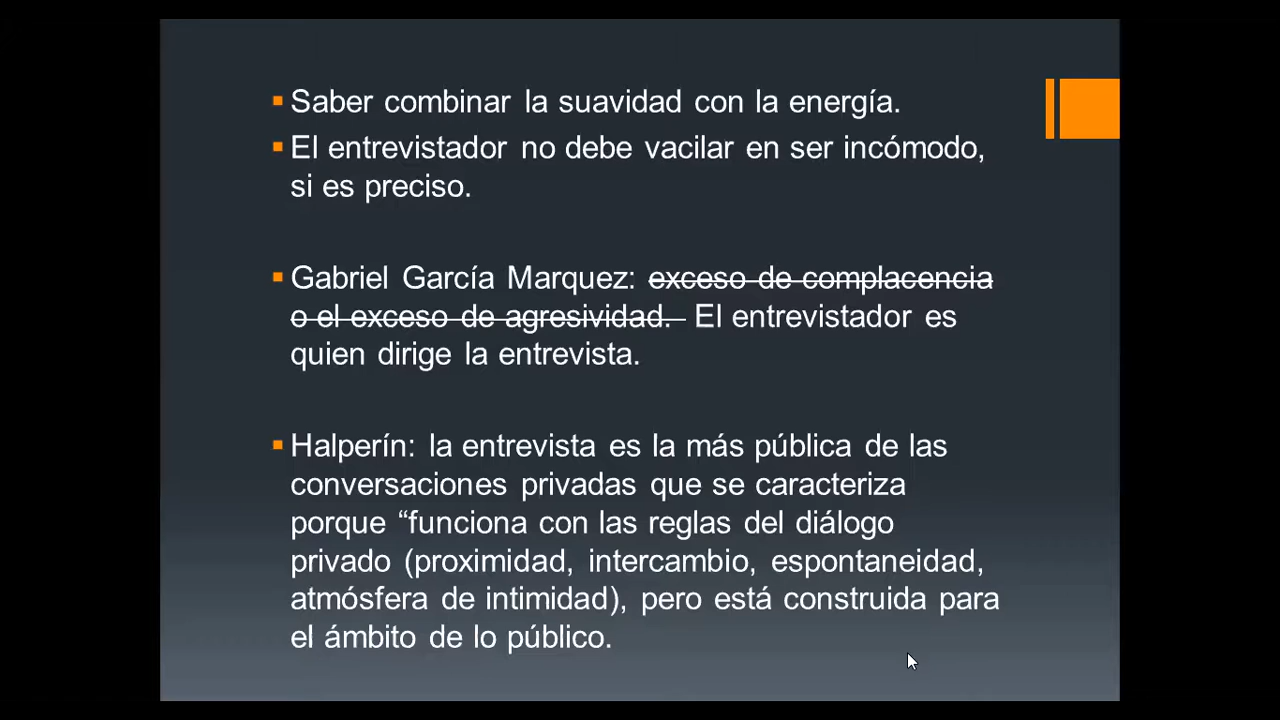 Saber combinar la suavidad con la energía.
El entrevistador no debe vacilar en ser incómodo,
si es preciso.
Gabriel García Marquez: exceso de complacencia
o el exceso de agresividad. El entrevistador es
quien dirige la entrevista.
Halperín: la entrevista es la más pública de las
conversaciones privadas que se caracteriza
porque “funciona con las reglas del diálogo
privado (proximidad, intercambio, espontaneidad,
atmósfera de intimidad), pero está construida para
el ámbito de lo público.